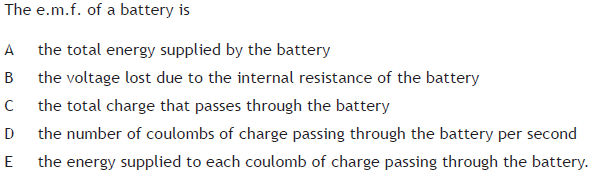 The e.m.f. of a battery is
A the total energy supplied by the battery
B the voltage lost due to the internal resistance of the battery
C the total charge that passes through the battery
D the number of coulombs of charge passing through the battery per second
E the energy supplied to each coulomb of charge passing through the battery.